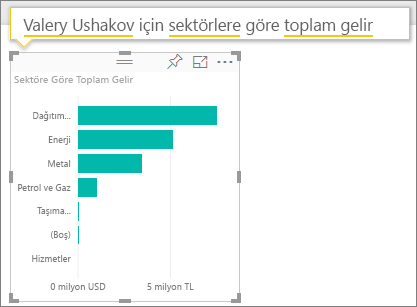 Valery Ushakov için sektörlere göre toplam gelir
Sektöre Göre Toplam Gelir
Dağıtım...
Enerji
Metal
Petrol ve Gaz
Taşıma...
(Boş)
Hizmetler
0 milyon USD 5 milyon TL